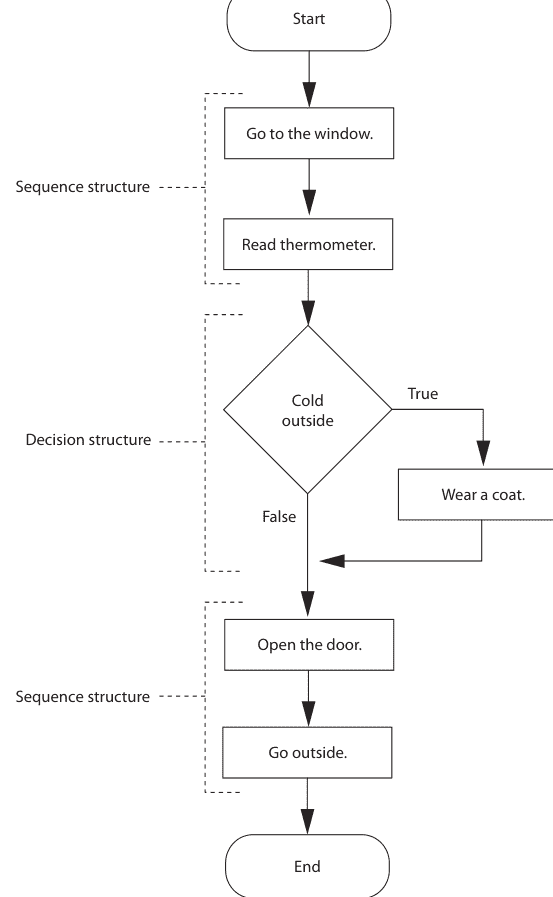 Start
Go to the window.
Sequence structure
Read thermometer.
Cold
outside
True
Decision structure
Wear a coat.
False
Open the door.
Sequence structure
Go outside.
End